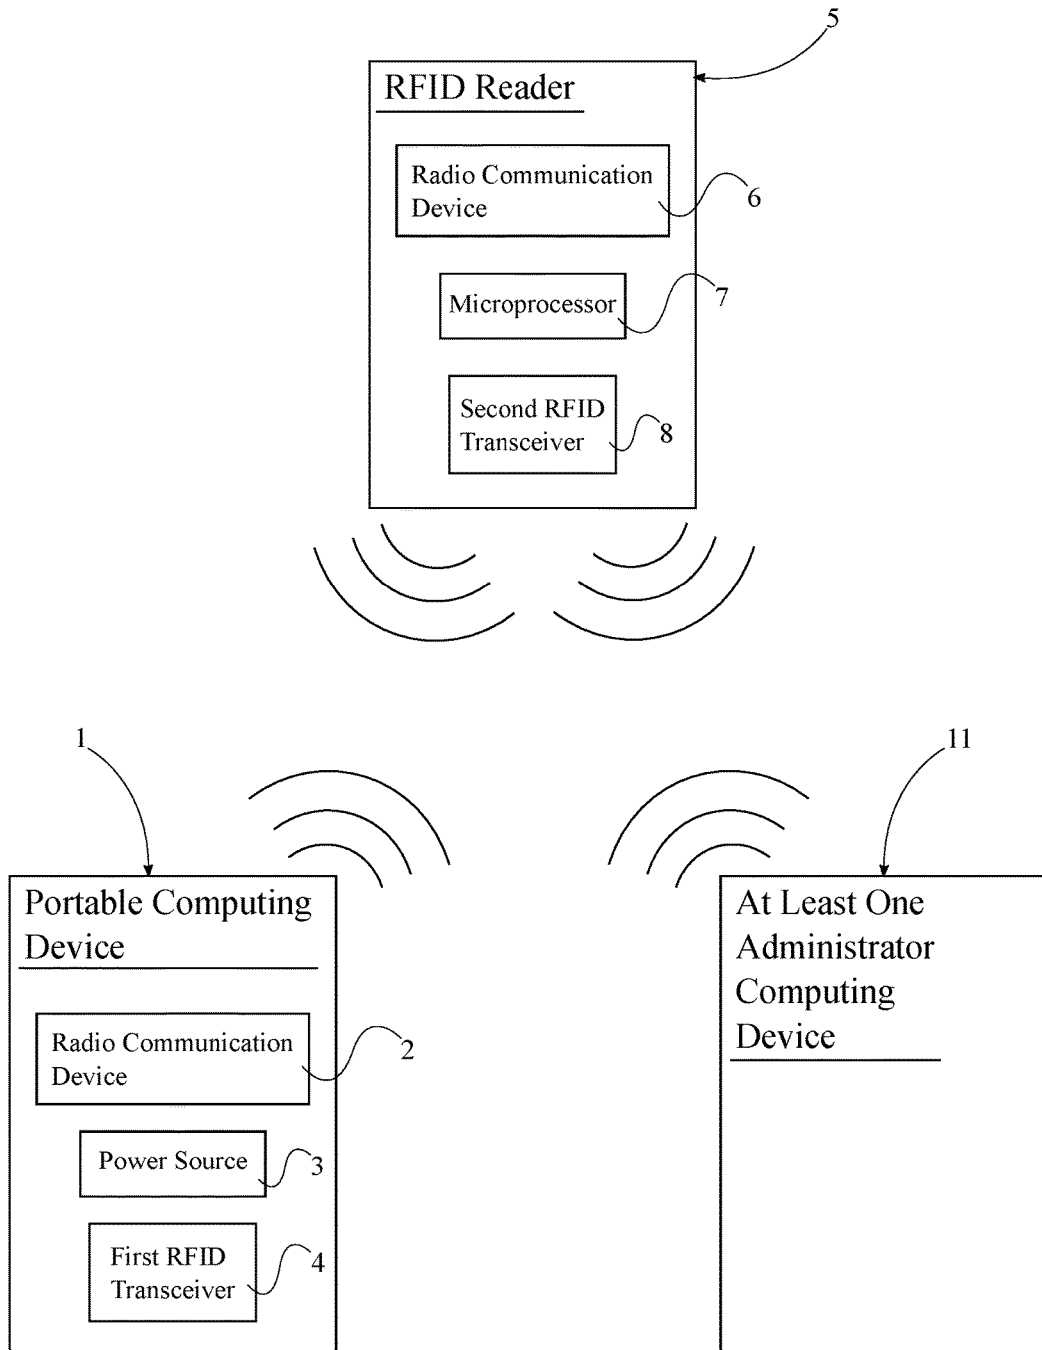 5
RFID Reader
Radio Communication
Device
6
Microprocessor
7
Second RFID
Transceiver
8
1
Portable Computing
Device
Radio Communication
Device
2
Power Source
3
First RFID
Transceiver
4
11
At Least One
Administrator
Computing
Device